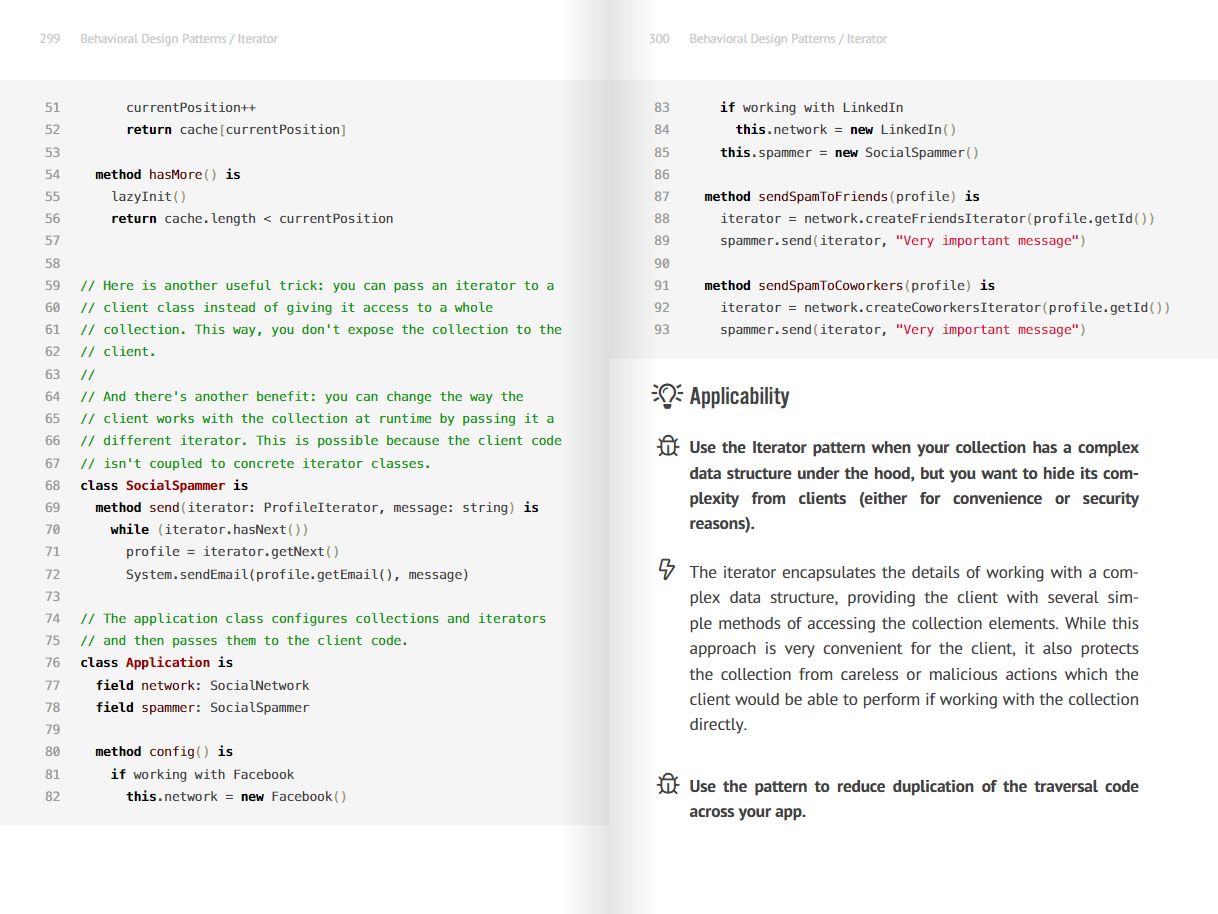 299 Behavioral Design Patterns / Iterator
51 currentPosition++
52 return cache[currentPosition]
53
54 method hasMore() is
55 lazyInit()
56 return cache.length < currentPosition
57
58
59 // Here is another useful trick: you can pass an iterator to a
60 // client class instead of giving it access to a whole
61 // collection. This way, you don't expose the collection to the
62 // client.
63 //
64 // And there's another benefit: you can change the way the
65 // client works with the collection at runtime by passing it a
66 // different iterator. This is possible because the client code
67 // isn't coupled to concrete iterator classes.
68 class SocialSpammer is
69 method send(iterator: ProfileIterator, message: string) is
70 while (iterator.hasNext())
71 profile = iterator.getNext()
72 System.sendEmail(profile.getEmail(), message)
73
74 // The application class configures collections and iterators
75 // and then passes them to the client code.
76 class Application is
77 field network: SocialNetwork
78 field spammer: SocialSpammer
79
80 method config() is
81 if working with Facebook
82 this.network = new Facebook()
300 Behavioral Design Patterns / Iterator
83 if working with LinkedIn
84 this.network = new LinkedIn()
85 this.spammer = new SocialSpammer()
86
87 method sendSpamToFriends(profile) is
88 iterator = network.createFriendsIterator(profile.getId())
89 spammer.send(iterator, "Very important message")
90
91 method sendSpamToCoworkers(profile) is
92 iterator = network.createCoworkersIterator(profile.getId())
93 spammer.send(iterator, "Very important message")
Applicability
Use the Iterator pattern when your collection has a complex
data structure under the hood, but you want to hide its com-
plexity from clients (either for convenience or security
reasons).
The iterator encapsulates the details of working with a com-
plex data structure, providing the client with several sim-
ple methods of accessing the collection elements. While this
approach is very convenient for the client, it also protects
the collection from careless or malicious actions which the
client would be able to perform if working with the collection
directly.
Use the pattern to reduce duplication of the traversal code
across your app.